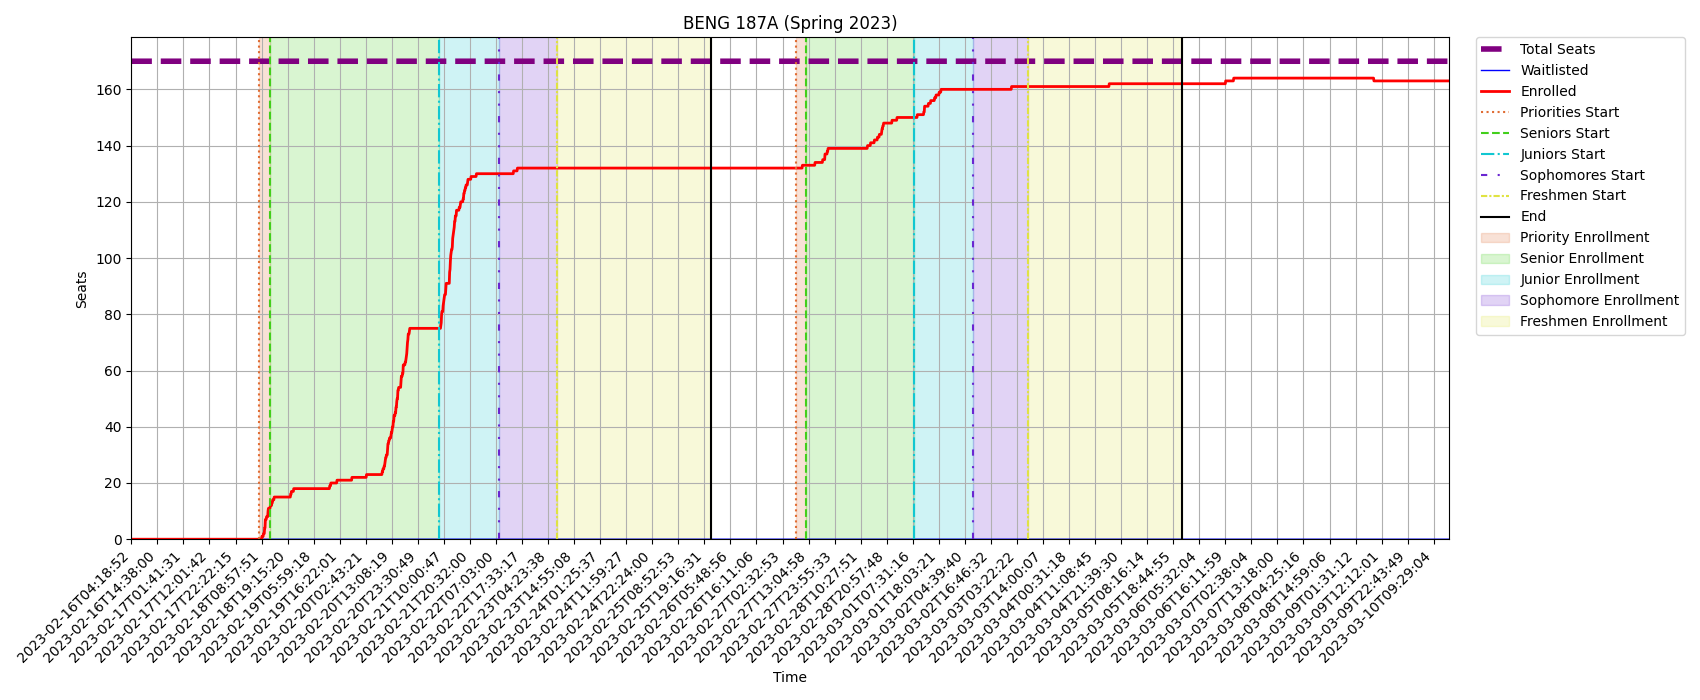 BENG 187A (Spring 2023)
Seats
160
140
120
100
80
60
40
20
0
2023-02-16T04:18:52
2023-02-16T14:38:00
2023-02-17T01:41:31
2023-02-17T12:01:42
2023-02-17T22:22:15
2023-02-18T08:57:51
2023-02-18T19:15:20
2023-02-19T05:59:18
2023-02-19T16:22:01
2023-02-20T02:43:21
2023-02-20T13:08:19
2023-02-20T23:30:49
2023-02-21T10:00:47
2023-02-21T20:32:00
2023-02-22T07:03:00
2023-02-22T17:33:17
2023-02-23T04:23:38
2023-02-23T14:55:08
2023-02-24T01:25:37
2023-02-24T11:59:27
2023-02-24T22:24:00
2023-02-25T08:52:53
2023-02-25T19:16:31
2023-02-26T05:48:56
2023-02-26T16:11:06
2023-02-27T02:32:53
2023-02-27T13:04:58
2023-02-27T23:55:33
2023-02-28T10:27:51
2023-02-28T20:57:48
2023-03-01T07:31:16
2023-03-01T18:03:21
2023-03-02T04:39:40
2023-03-02T16:46:32
2023-03-03T03:22:22
2023-03-03T14:00:07
2023-03-04T00:31:18
2023-03-04T11:08:45
2023-03-04T21:39:30
2023-03-05T08:16:14
2023-03-05T18:44:55
2023-03-06T05:32:04
2023-03-06T16:11:59
2023-03-07T02:38:04
2023-03-07T13:18:00
2023-03-08T04:25:16
2023-03-08T14:59:06
2023-03-09T01:31:12
2023-03-09T12:12:01
2023-03-09T22:43:49
2023-03-10T09:29:04
Time
Total Seats
Waitlisted
Enrolled
Priorities Start
Seniors Start
Juniors Start
Sophomores Start
Freshmen Start
End
Priority Enrollment
Senior Enrollment
Junior Enrollment
Sophomore Enrollment
Freshmen Enrollment